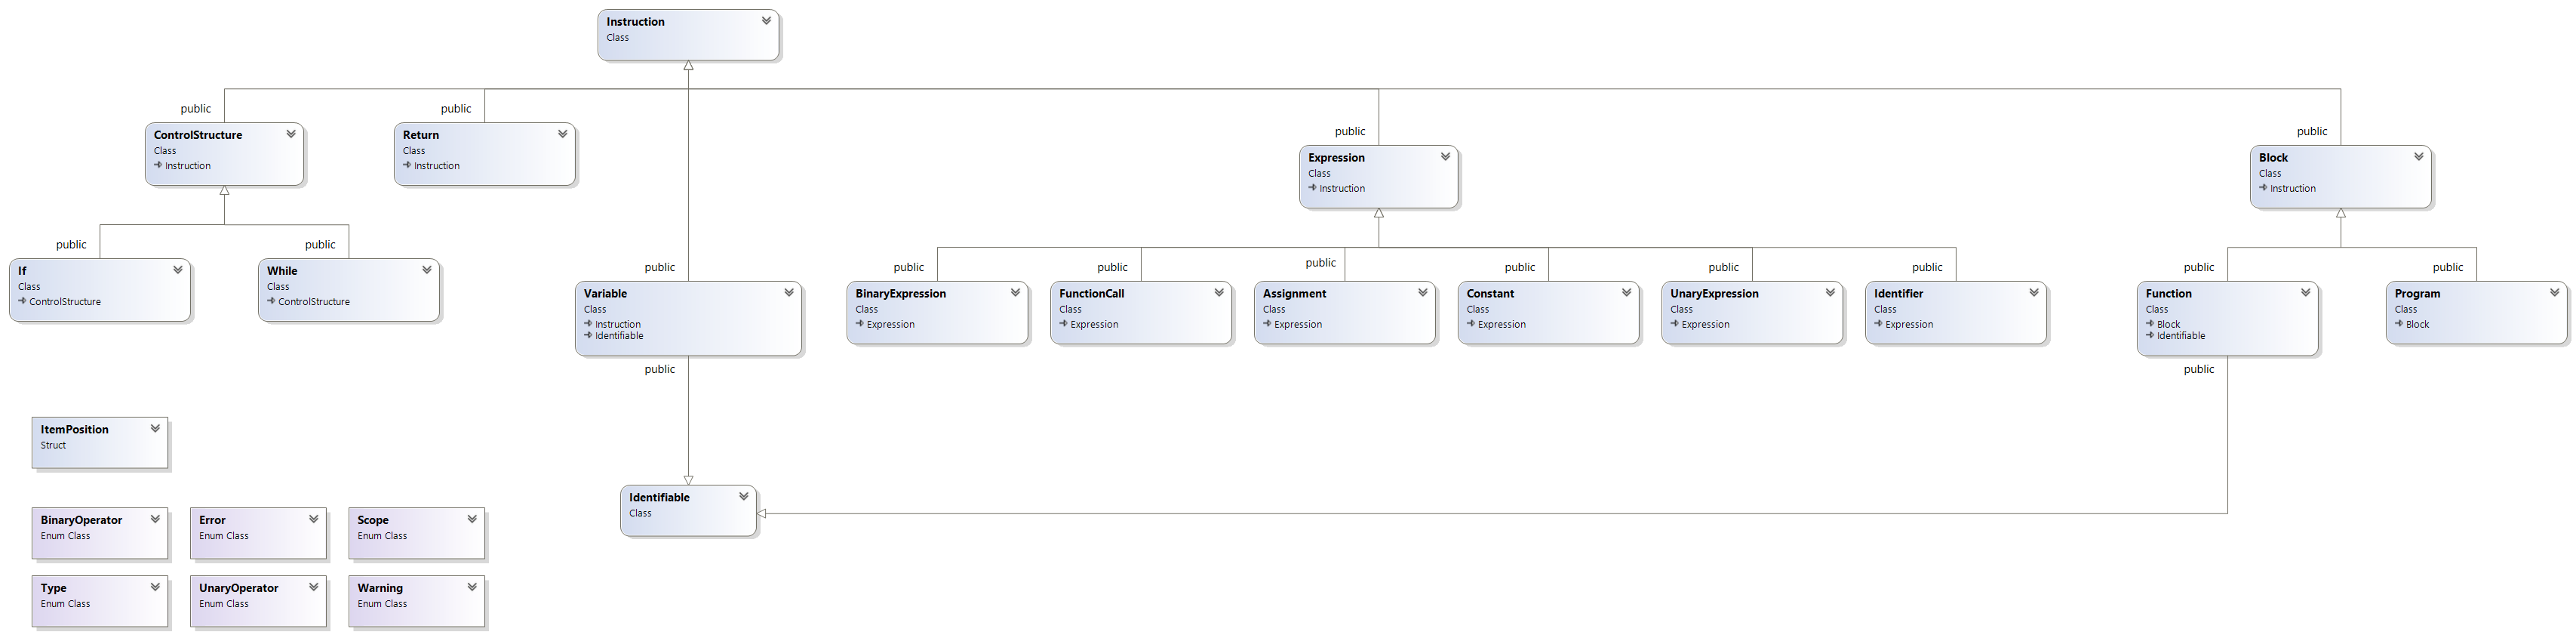 Instruction
Class
public
public
ControlStructure
Class
Instruction
Return
Class
Instruction
public
Expression
Class
Instruction
public
Block
Class
Instruction
public
If
Class
ControlStructure
public
While
Class
ControlStructure
public
Variable
Class
Instruction
Identifiable
public
public
BinaryExpression
Class
Expression
public
FunctionCall
Class
Expression
public
Assignment
Class
Expression
public
Constant
Class
Expression
public
UnaryExpression
Class
Expression
public
Identifier
Class
Expression
public
Function
Class
Block
Identifiable
public
public
Program
Class
Block
ItemPosition
Struct
Identifiable
Class
BinaryOperator
Enum Class
Error
Enum Class
Scope
Enum Class
Type
Enum Class
UnaryOperator
Enum Class
Warning
Enum Class